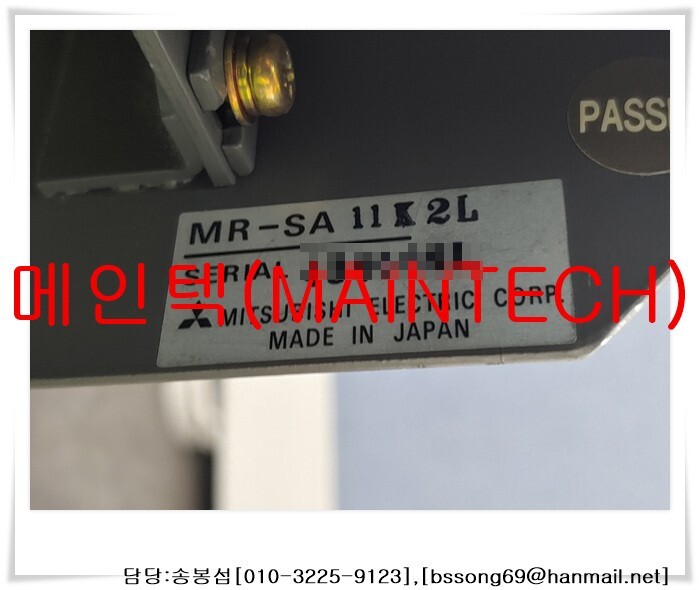 PASS
MR-SA 11K2L
SERIAL
메인텍(MAINTECH)
MITSUBISHI ELECTRIC CORP.
MADE IN JAPAN
담당:송봉섬[010-3225-9123],[bssong69@hanmail.net]